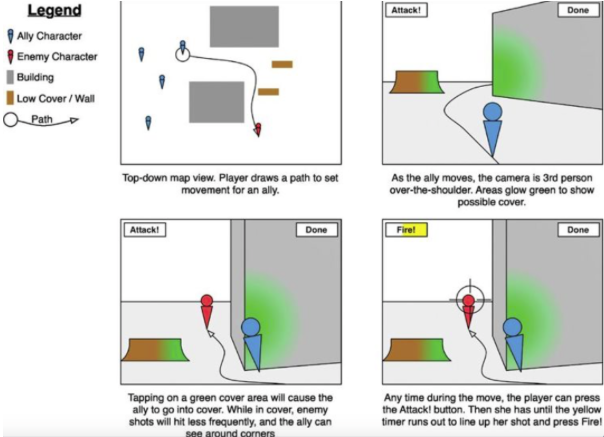 Legend
Ally Character
Enemy Character
Building
Low Cover / Wall
Path
Top-down map view. Player draws a path to set
movement for an ally.
Attack!
Done
As the ally moves, the camera is 3rd person
over-the-shoulder. Areas glow green to show
possible cover.
Attack!
Done
Tapping on a green cover area will cause the
ally to go into cover. While in cover, enemy
shots will hit less frequently, and the ally can
see around corners
Fire!
Done
Any time during the move, the player can press
the Attack! button. Then she has until the yellow
timer runs out to line up her shot and press Fire!